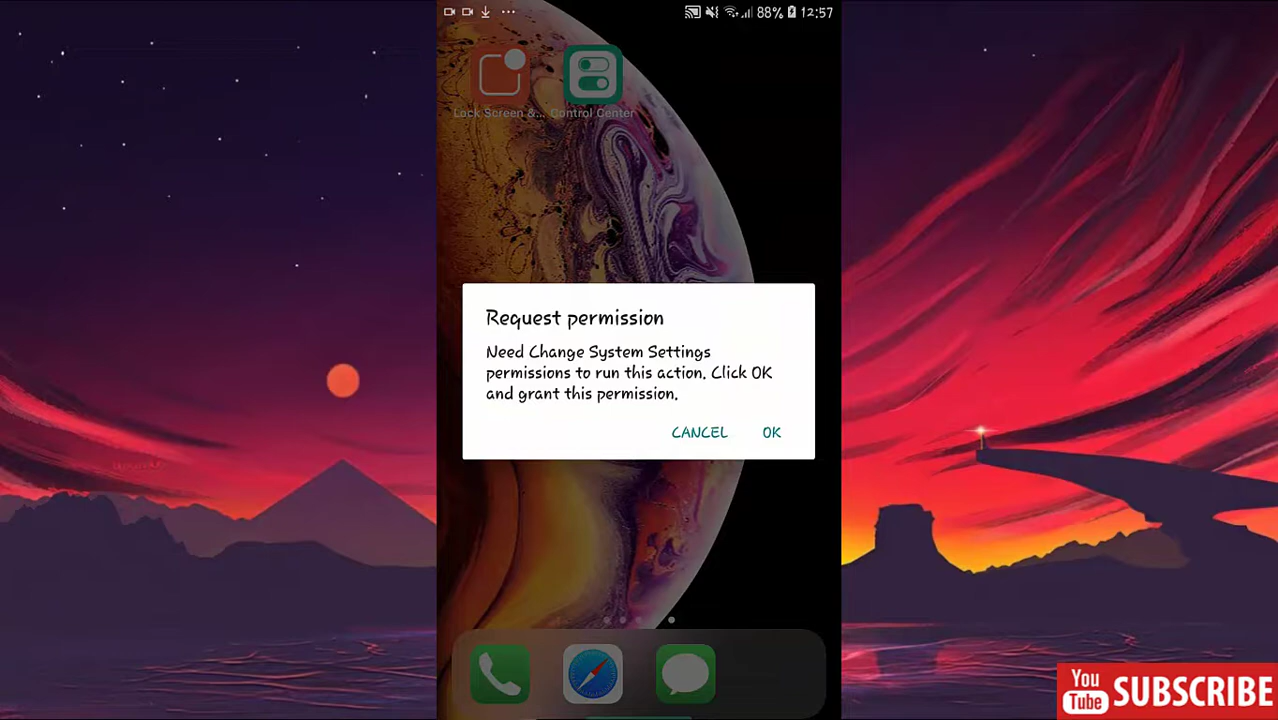 88% 12:57
Lock Screen &... Control Center
Request permission
Need Change System Settings
permissions to run this action. Click OK
and grant this permission.
CANCEL OK
You
Tube SUBSCRIBE